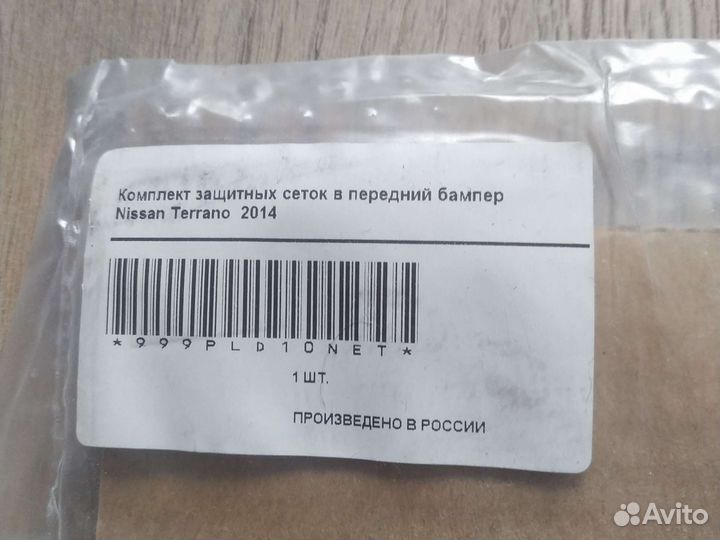 Комплект защитных сеток в передний бампер
Nissan Terrano 2014
*999PLD10NET*
1 ШТ.
ПРОИЗВЕДЕНО В РОССИИ
Avito